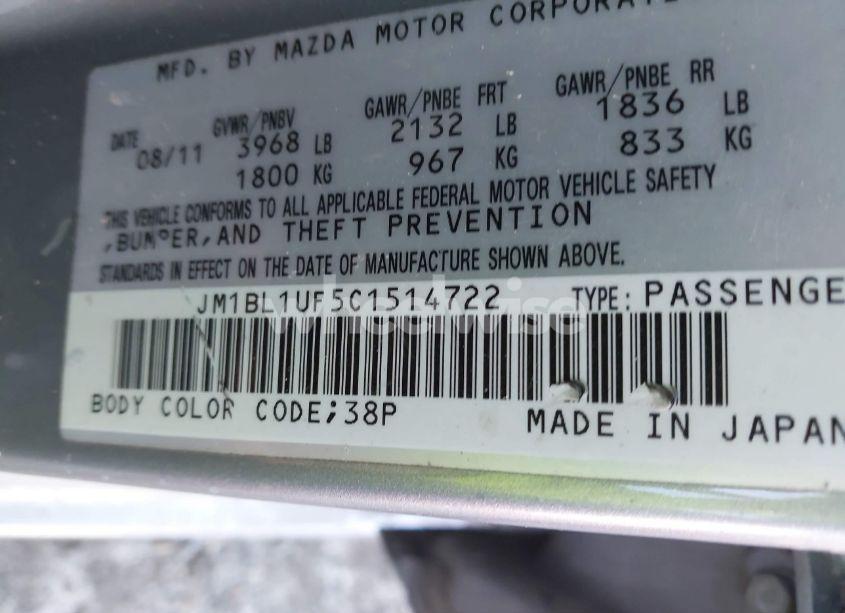 MFD. BY MAZDA MOTOR CORPORAT
DATE GVWR/PNBV GAWR/PNBE FRT GAWR/PNBE RR
08/11 3968 LB 2132 LB 1836 LB
1800 KG 967 KG 833 KG
THIS VEHICLE CONFORMS TO ALL APPLICABLE FEDERAL MOTOR VEHICLE SAFETY
,BUMPER,AND THEFT PREVENTION
STANDARDS IN EFFECT ON THE DATE OF MANUFACTURE SHOWN ABOVE.
JM1BL1UF5C1514722 TYPE: PASSENGE
wheelwise
BODY COLOR CODE;38P MADE IN JAPAN